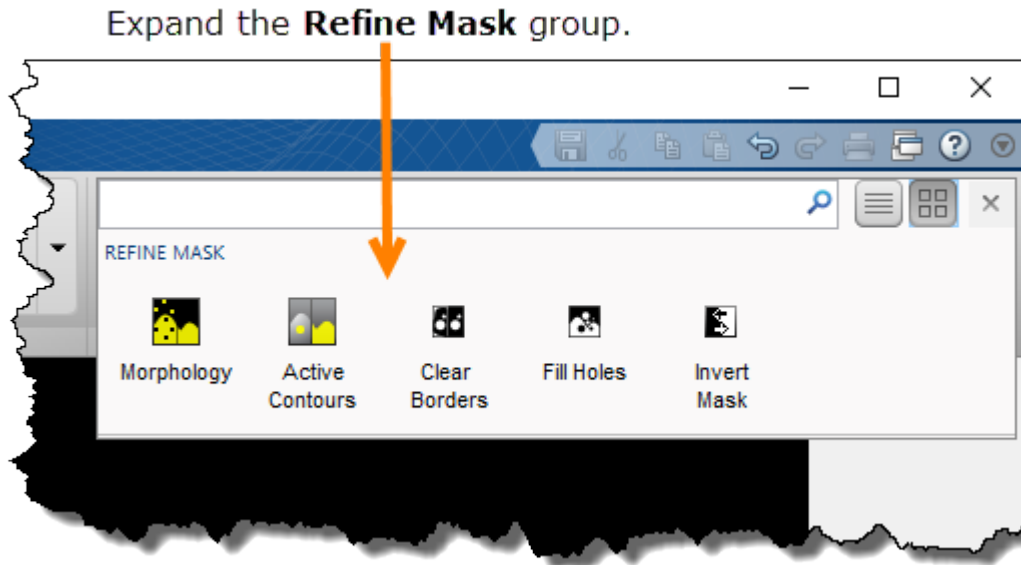 Expand the Refine Mask group.
?
REFINE MASK
Morphology
Active
Contours
Clear
Borders
Fill Holes
Invert
Mask